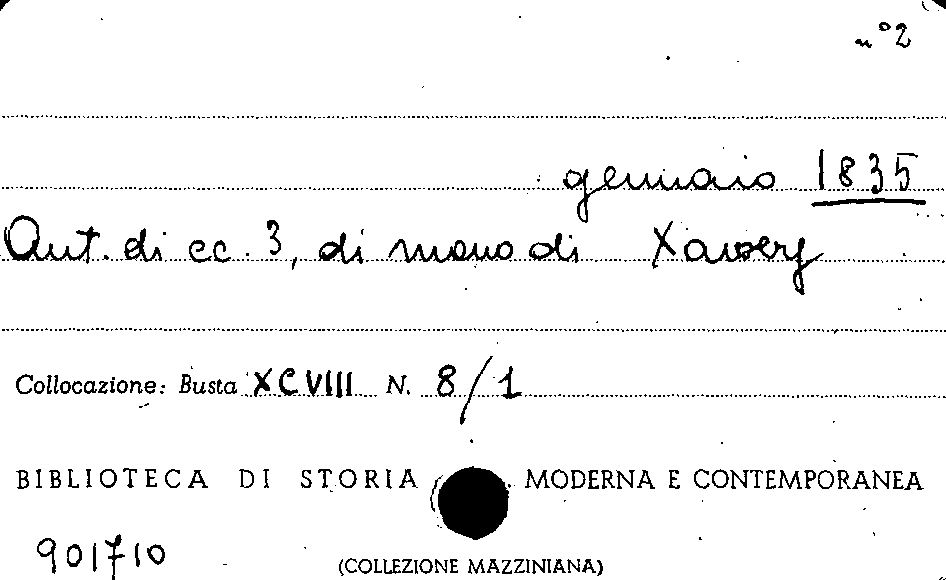 n° 2
gennaio 1835
Aut. di cc. 3, di mano di Xavery
Collocazione: Busta XCVIII N. 8/1
BIBLIOTECA DI STORIA MODERNA E CONTEMPORANEA
901710
(COLLEZIONE MAZZINIANA)